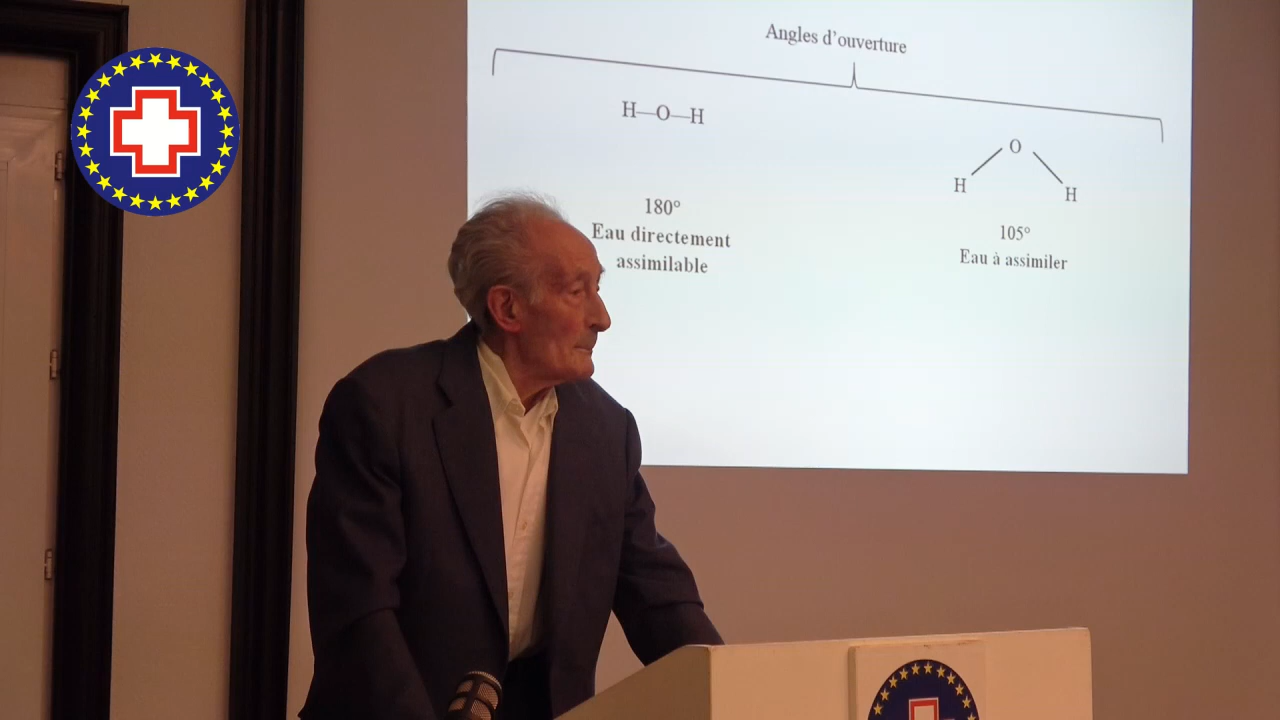 Angles d'ouverture
H—O—H
O
H
H
180°
Eau directement
assimilable
105°
Eau à assimiler